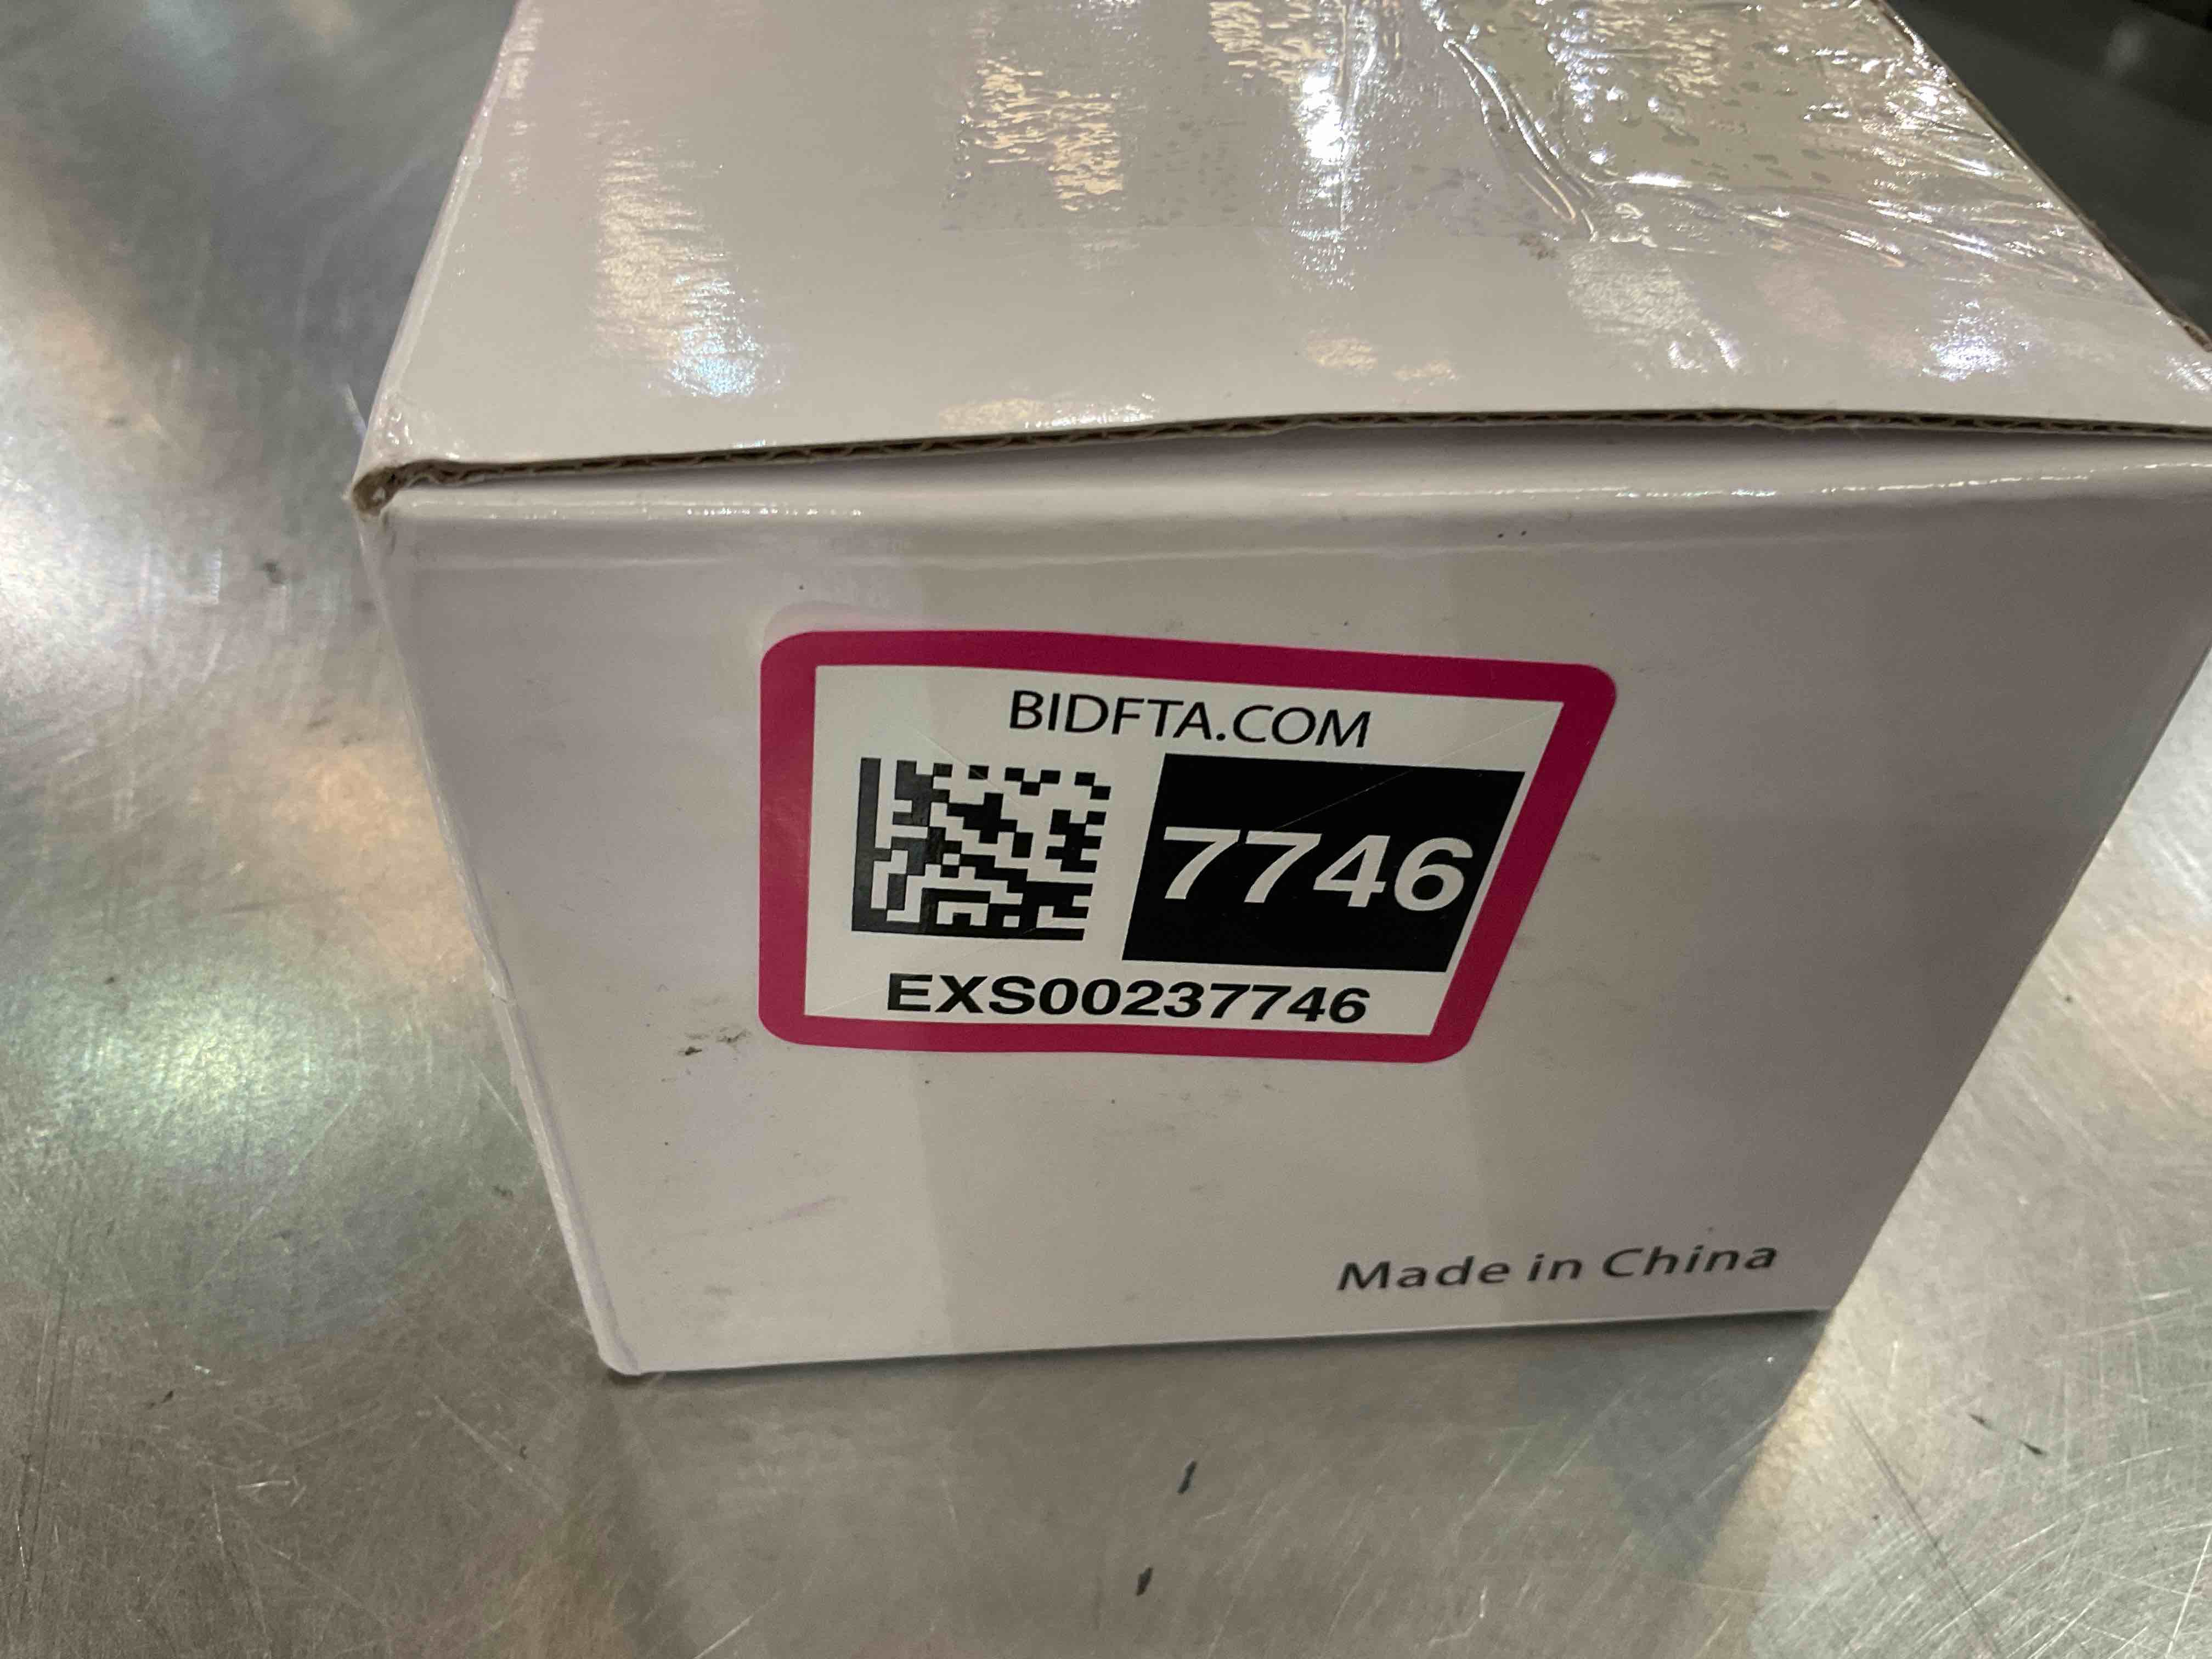 BIDFTA.COM
7746
EXS00237746
Made in China